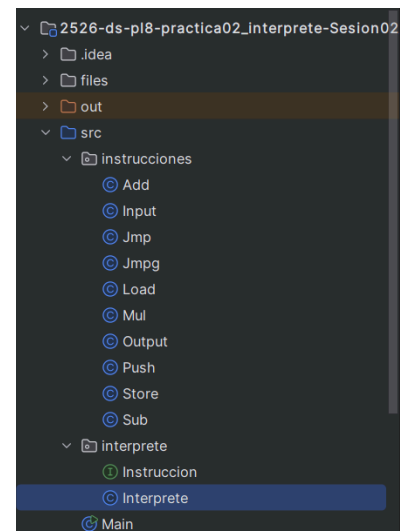 2526-ds-pl8-practica02_interprete-Sesion02
.idea
files
out
src
instrucciones
Add
Input
Jmp
Jmpg
Load
Mul
Output
Push
Store
Sub
interprete
Instruccion
Interprete
Main